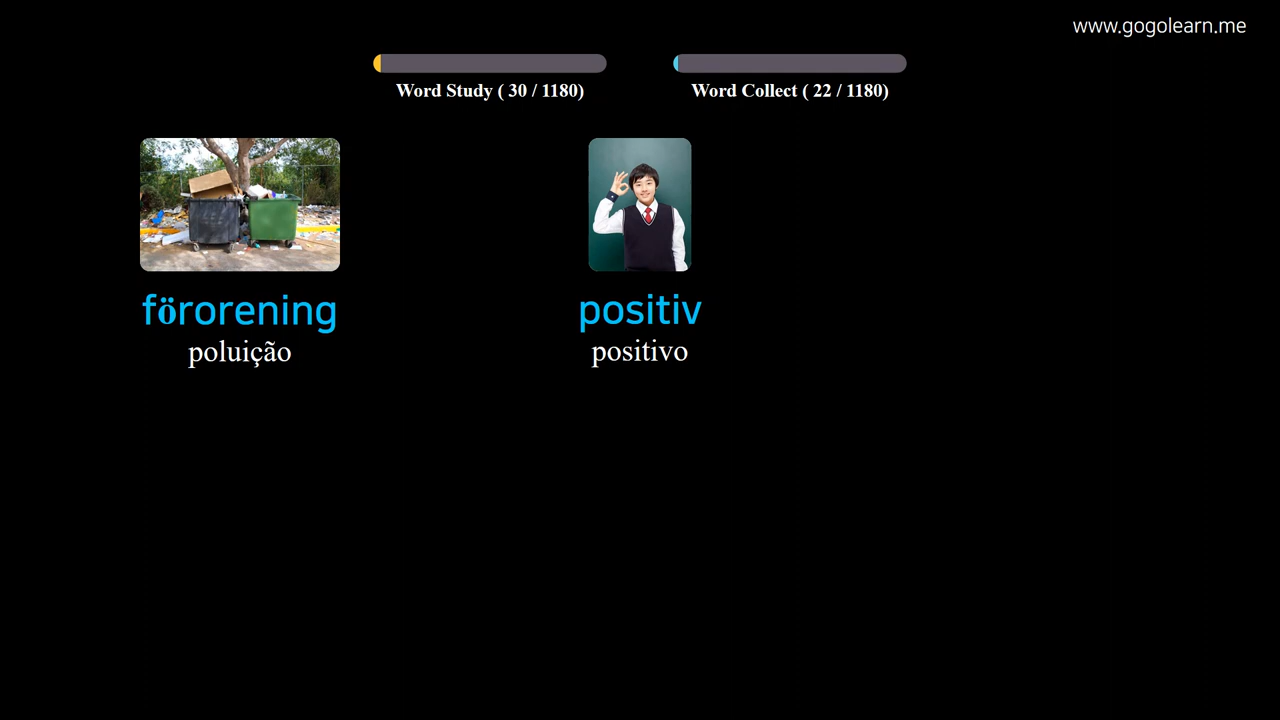 www.gogolearn.me
Word Study ( 30 / 1180)
Word Collect ( 22 / 1180)
förorening
poluição
positiv
positivo